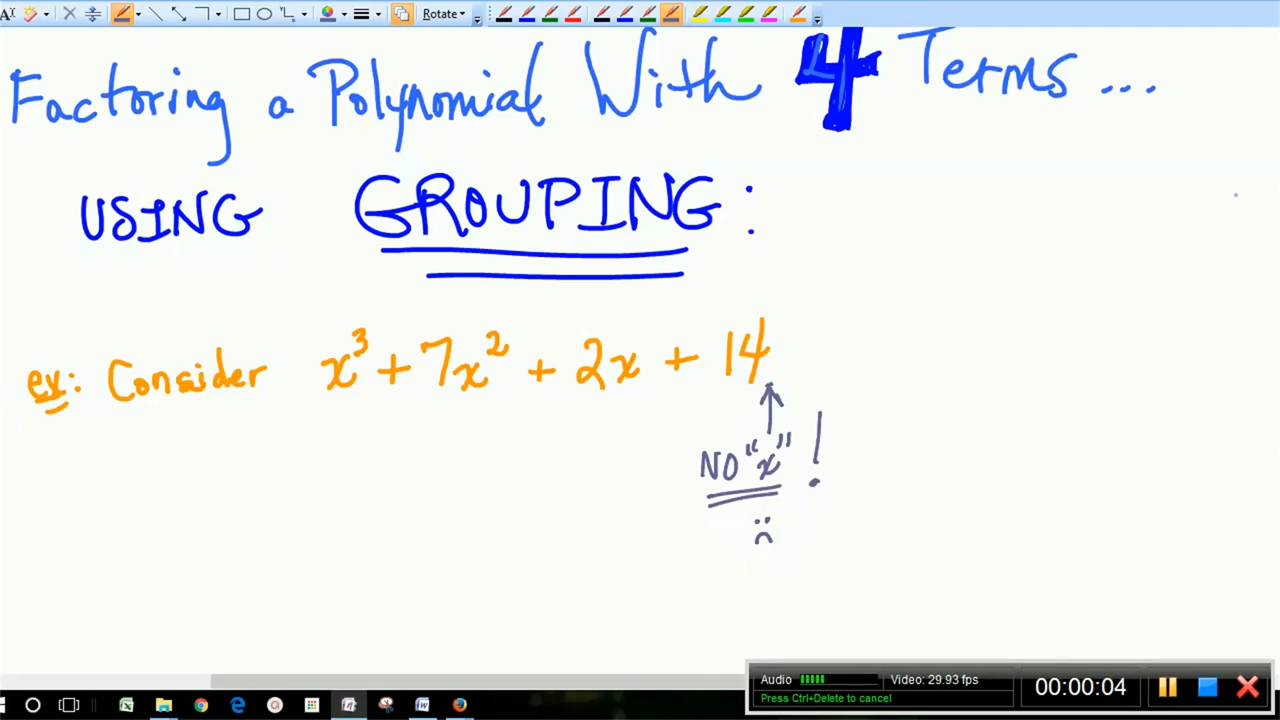 Rotate
Factoring a Polynomial With 4 Terms...
USING GROUPING:
ex: Consider x³ + 7x² + 2x + 14
NO "x" !
Audio Video: 29.93 fps
Press Ctrl+Delete to cancel
00:00:04